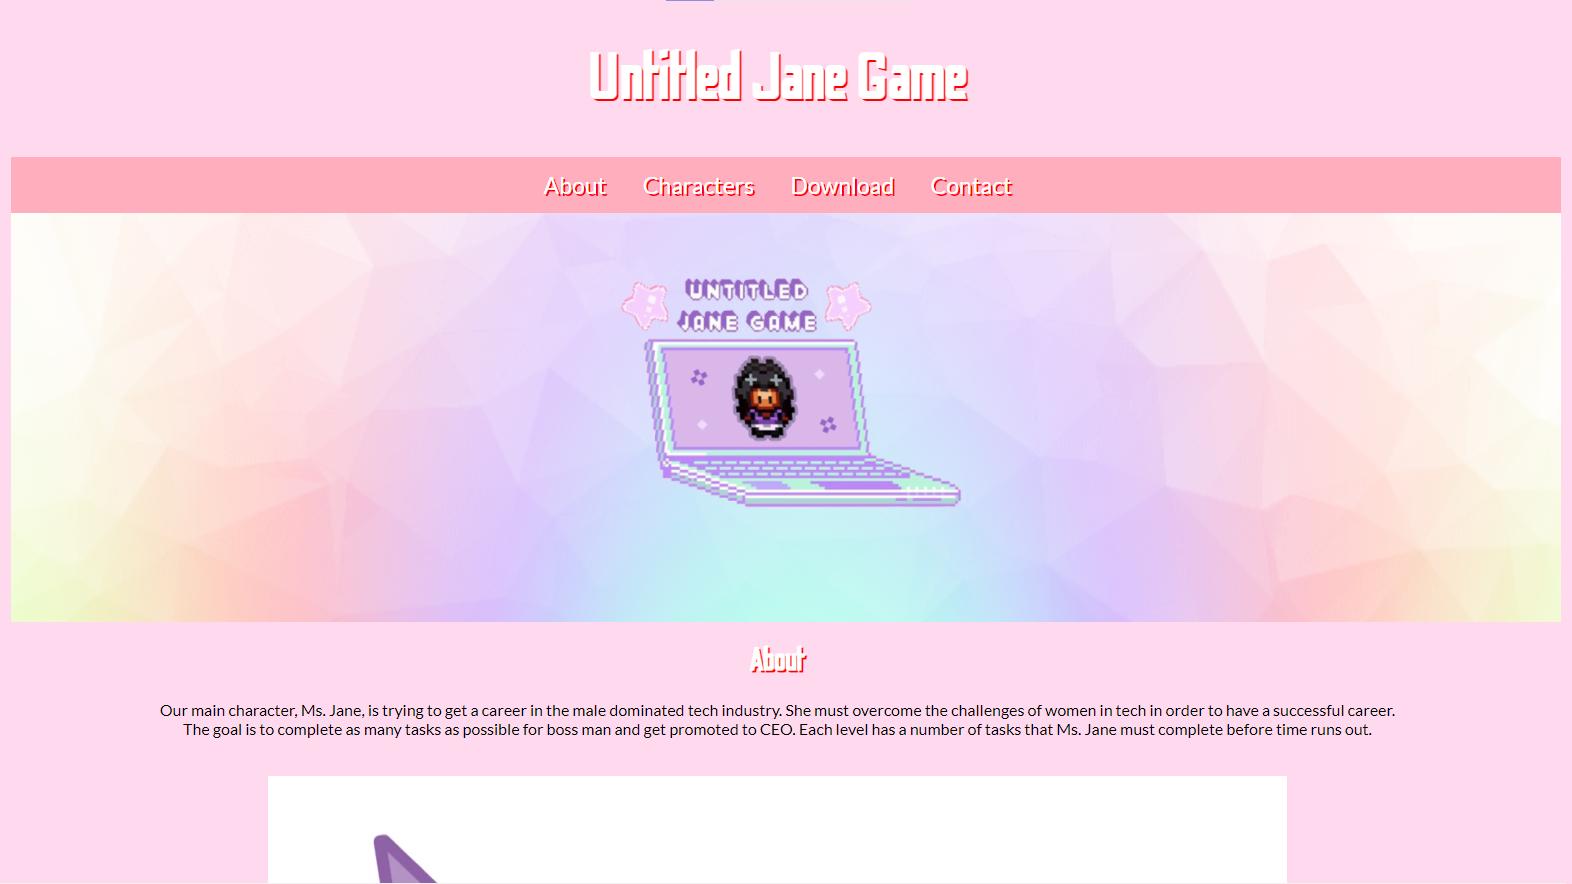 Untitled Jane Game
About Characters Download Contact
UNTITLED
JANE GAME
About
Our main character, Ms. Jane, is trying to get a career in the male dominated tech industry. She must overcome the challenges of women in tech in order to have a successful career.
The goal is to complete as many tasks as possible for boss man and get promoted to CEO. Each level has a number of tasks that Ms. Jane must complete before time runs out.